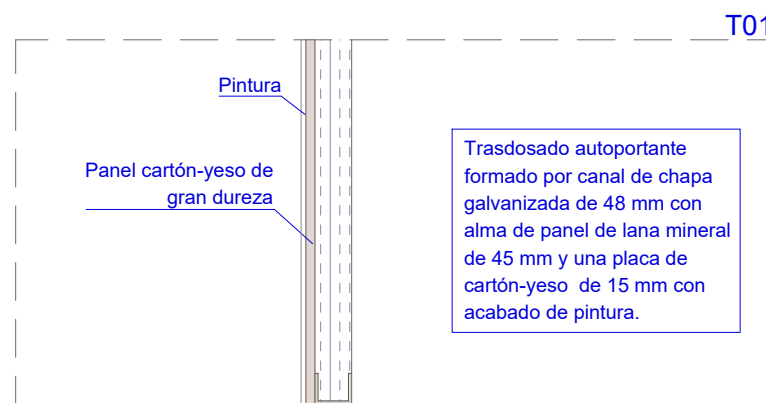 T01
Pintura
Panel cartón-yeso de
gran dureza
Trasdosado autoportante
formado por canal de chapa
galvanizada de 48 mm con
alma de panel de lana mineral
de 45 mm y una placa de
cartón-yeso de 15 mm con
acabado de pintura.